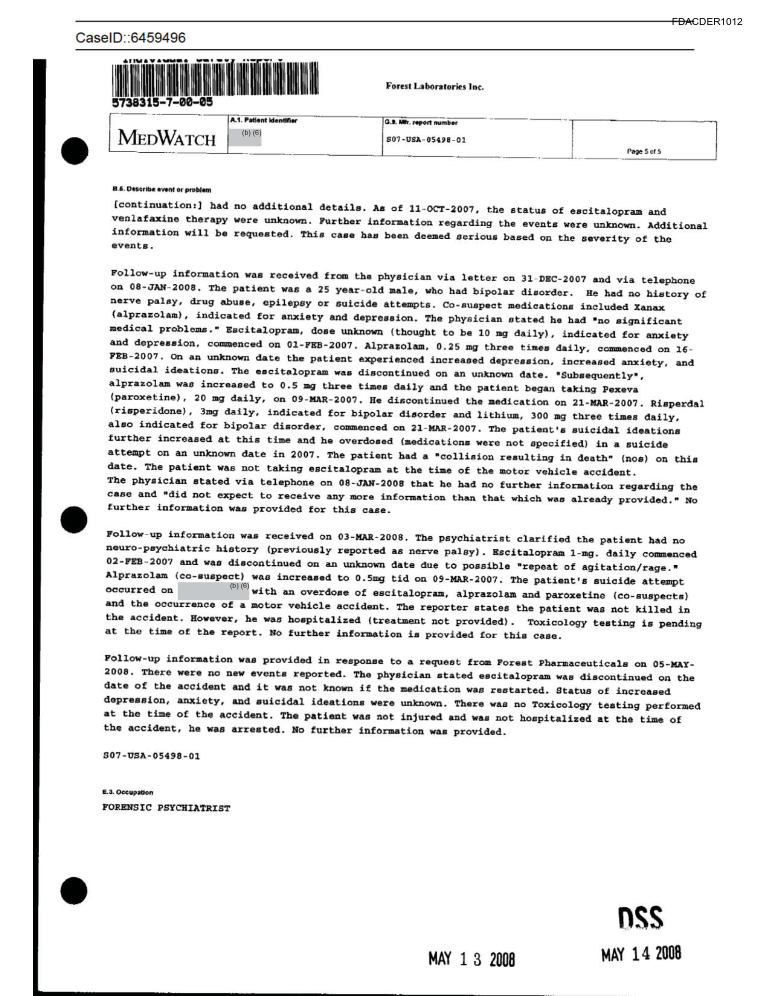 FDACDER1012
CaseID::6459496
Individual Safety Report
5738315-7-00-05
Forest Laboratories Inc.
MEDWATCH
A.1. Patient Identifier
(b) (6)
G.9. Mfr. report number
S07-USA-05498-01
Page 5 of 5
B.5. Describe event or problem
[continuation:] had no additional details. As of 11-OCT-2007, the status of escitalopram and
venlafaxine therapy were unknown. Further information regarding the events were unknown. Additional
information will be requested. This case has been deemed serious based on the severity of the
events.
Follow-up information was received from the physician via letter on 31-DEC-2007 and via telephone
on 08-JAN-2008. The patient was a 25 year-old male, who had bipolar disorder. He had no history of
nerve palsy, drug abuse, epilepsy or suicide attempts. Co-suspect medications included Xanax
(alprazolam), indicated for anxiety and depression. The physician stated he had "no significant
medical problems." Escitalopram, dose unknown (thought to be 10 mg daily), indicated for anxiety
and depression, commenced on 01-FEB-2007. Alprazolam, 0.25 mg three times daily, commenced on 16-
FEB-2007. On an unknown date the patient experienced increased depression, increased anxiety, and
suicidal ideations. The escitalopram was discontinued on an unknown date. "Subsequently",
alprazolam was increased to 0.5 mg three times daily and the patient began taking Pexeva
(paroxetine), 20 mg daily, on 09-MAR-2007. He discontinued the medication on 21-MAR-2007. Risperdal
(risperidone), 3mg daily, indicated for bipolar disorder and lithium, 300 mg three times daily,
also indicated for bipolar disorder, commenced on 21-MAR-2007. The patient's suicidal ideations
further increased at this time and he overdosed (medications were not specified) in a suicide
attempt on an unknown date in 2007. The patient had a "collision resulting in death" (nos) on this
date. The patient was not taking escitalopram at the time of the motor vehicle accident.
The physician stated via telephone on 08-JAN-2008 that he had no further information regarding the
case and "did not expect to receive any more information than that which was already provided." No
further information was provided for this case.
Follow-up information was received on 03-MAR-2008. The psychiatrist clarified the patient had no
neuro-psychiatric history (previously reported as nerve palsy). Escitalopram 1-mg. daily commenced
02-FEB-2007 and was discontinued on an unknown date due to possible "repeat of agitation/rage."
Alprazolam (co-suspect) was increased to 0.5mg tid on 09-MAR-2007. The patient's suicide attempt
occurred on (b) (6) with an overdose of escitalopram, alprazolam and paroxetine (co-suspects)
and the occurrence of a motor vehicle accident. The reporter states the patient was not killed in
the accident. However, he was hospitalized (treatment not provided). Toxicology testing is pending
at the time of the report. No further information is provided for this case.
Follow-up information was provided in response to a request from Forest Pharmaceuticals on 05-MAY-
2008. There were no new events reported. The physician stated escitalopram was discontinued on the
date of the accident and it was not known if the medication was restarted. Status of increased
depression, anxiety, and suicidal ideations were unknown. There was no Toxicology testing performed
at the time of the accident. The patient was not injured and was not hospitalized at the time of
the accident, he was arrested. No further information was provided.
S07-USA-05498-01
E.3. Occupation
FORENSIC PSYCHIATRIST
DSS
MAY 13 2008
MAY 14 2008